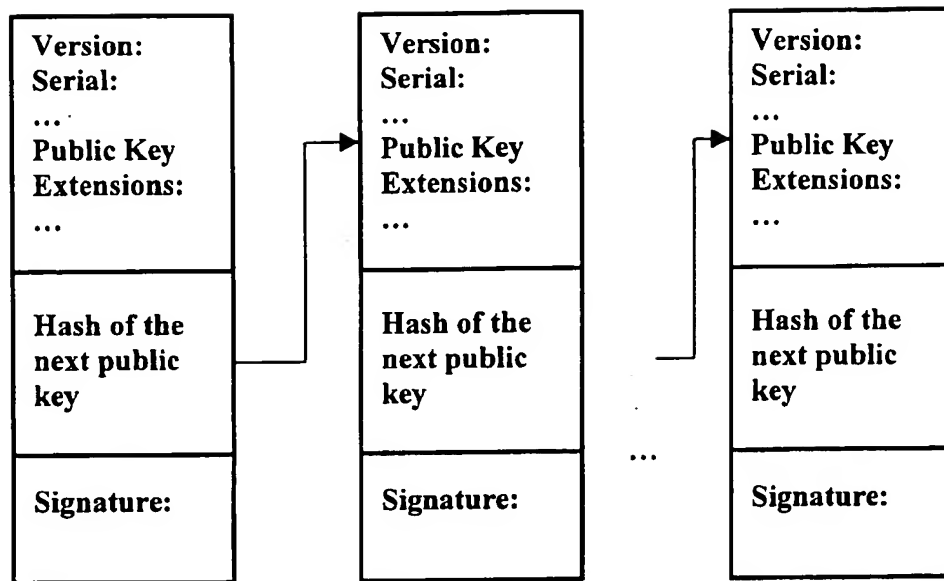 Version:
Serial:
...
Public Key
Extensions:
...
Hash of the
next public
key
Signature:
Version:
Serial:
...
Public Key
Extensions:
...
Hash of the
next public
key
Signature:
...
Version:
Serial:
...
Public Key
Extensions:
...
Hash of the
next public
key
Signature: